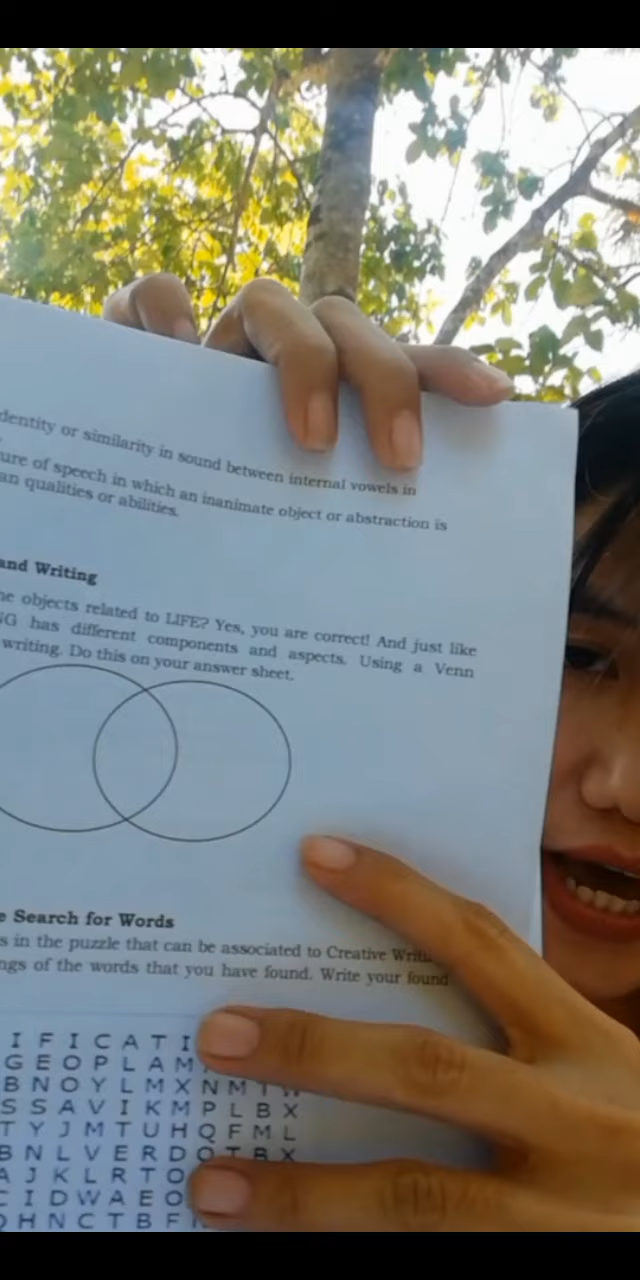 dentity or similarity in sound between internal vowels in
ure of speech in which an inanimate object or abstraction is
an qualities or abilities.
and Writing
he objects related to LIFE? Yes, you are correct! And just like
NG has different components and aspects. Using a Venn
writing. Do this on your answer sheet.
e Search for Words
s in the puzzle that can be associated to Creative
ngs of the words that you have found. Write your found
I F I C A T I
G E O P L A M
B N O Y L M X N M
S S A V I K M P L B X
T Y J M T U H Q F M L
B N L V E R D O T B X
A J K L R T O
C I D W A E O
H N C T B F